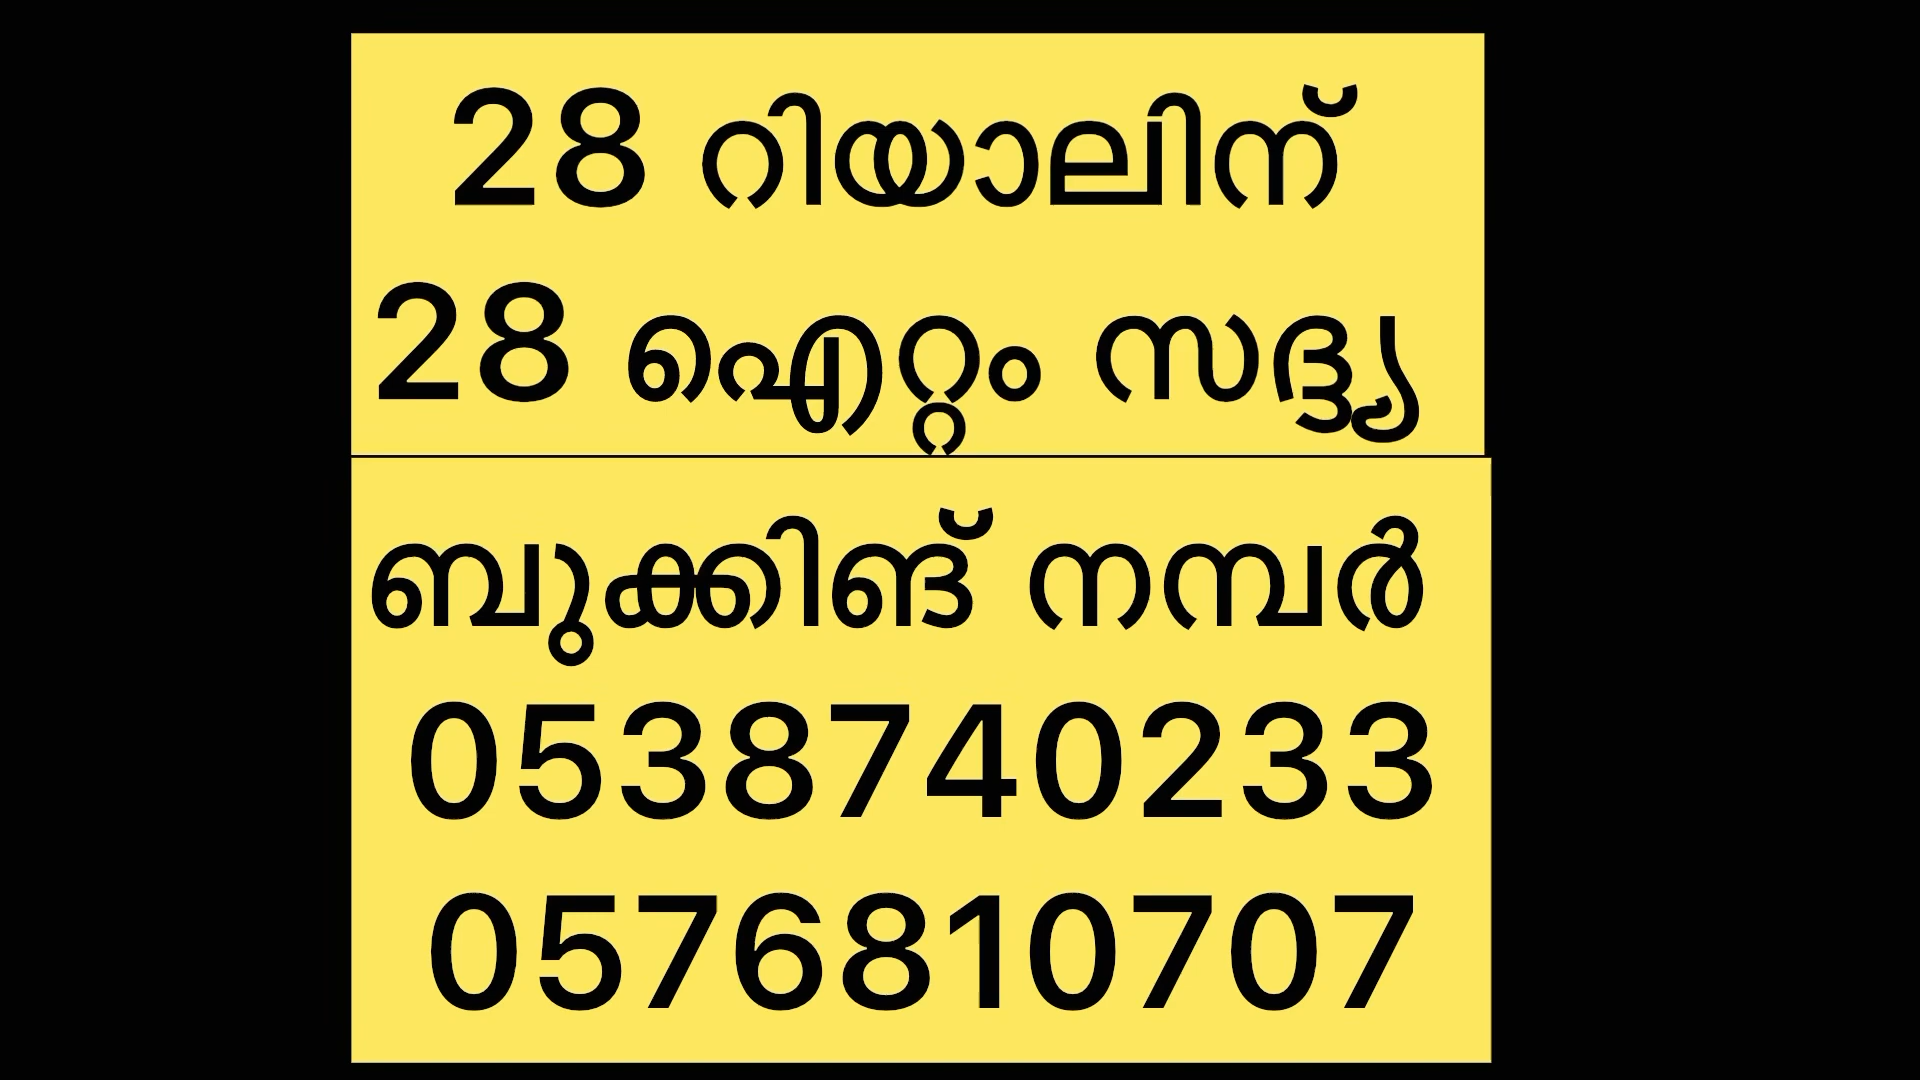 28 റിയാലിന്
28 ഐറ്റം സദ്ദ്യ
ബുക്കിങ് നമ്പർ
0538740233
0576810707